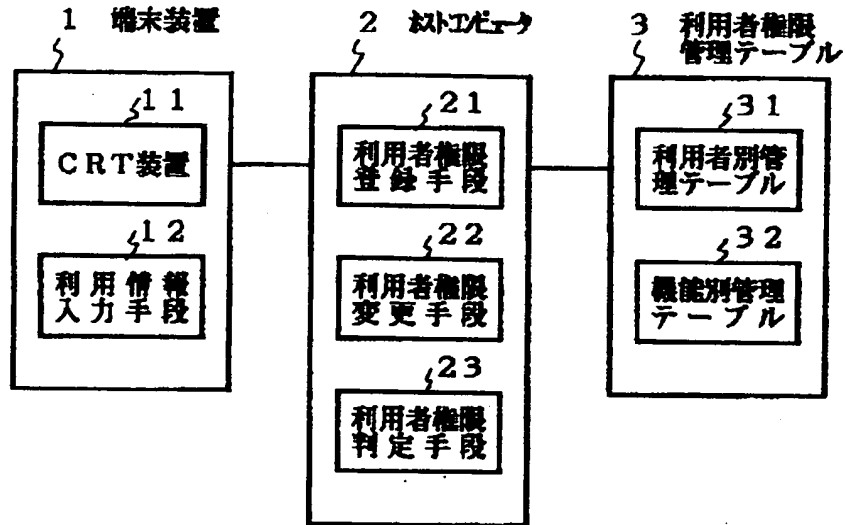 1 端末装置
11
CRT装置
12
利用情報
入力手段
2 ホストコンピュータ
21
利用者権限
登録手段
22
利用者権限
変更手段
23
利用者権限
判定手段
3 利用者権限
管理テーブル
31
利用者別管
理テーブル
32
機能別管理
テーブル